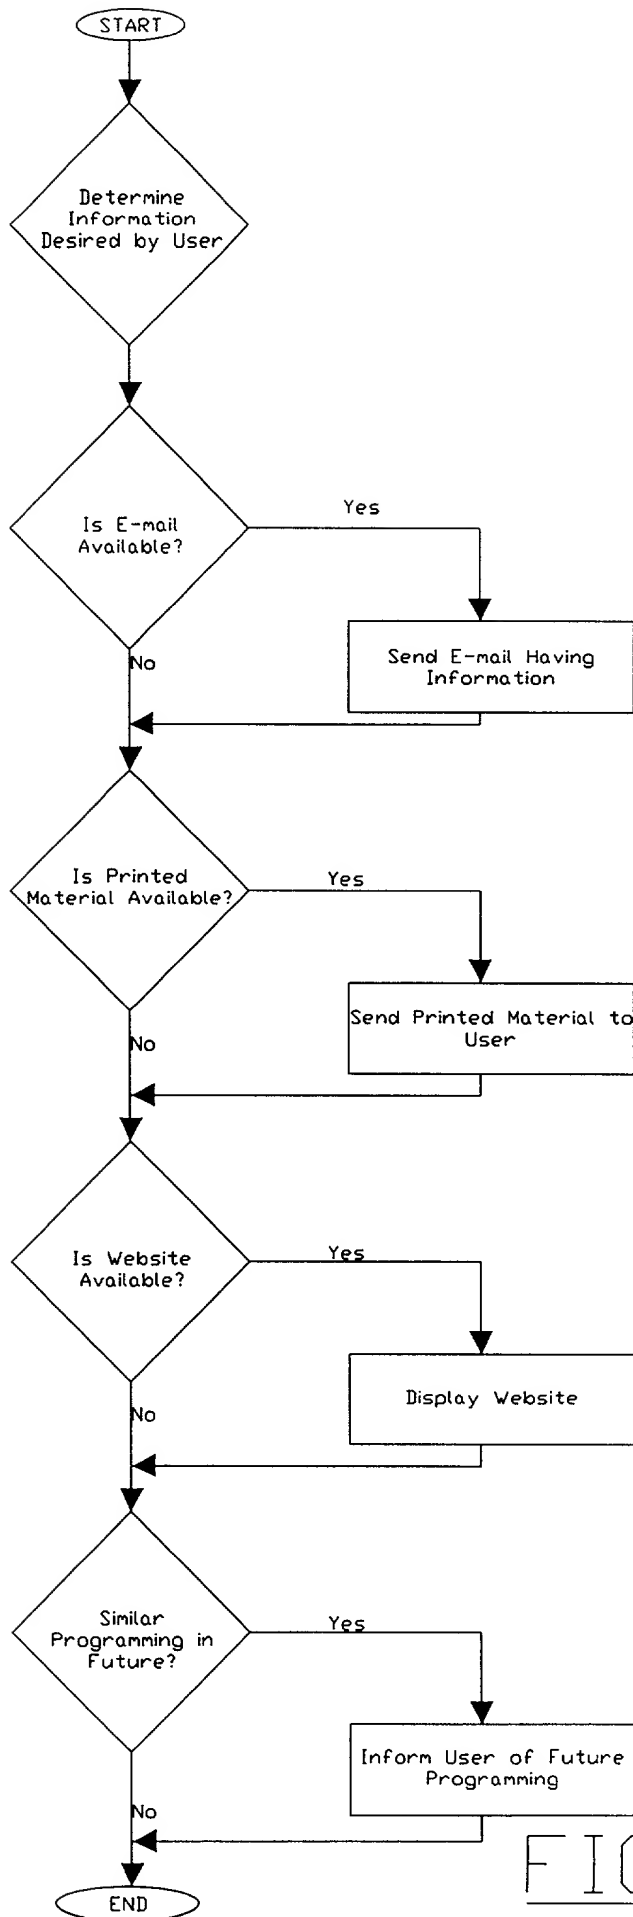 START
Determine
Information
Desired by User
Is E-mail
Available?
Yes
Send E-mail Having
Information
No
Is Printed
Material Available?
Yes
Send Printed Material to
User
No
Is Website
Available?
Yes
Display Website
No
Similar
Programming in
Future?
Yes
Inform User of Future
Programming
No
END